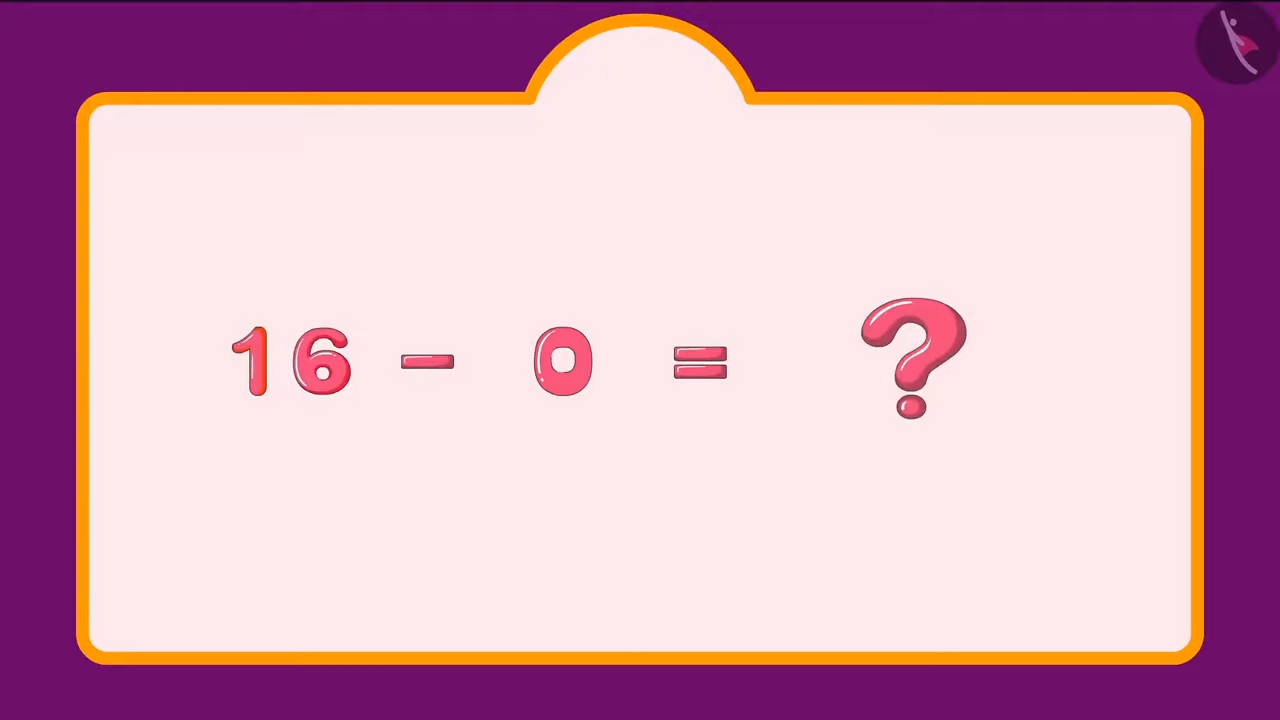 16 - 0 = ?